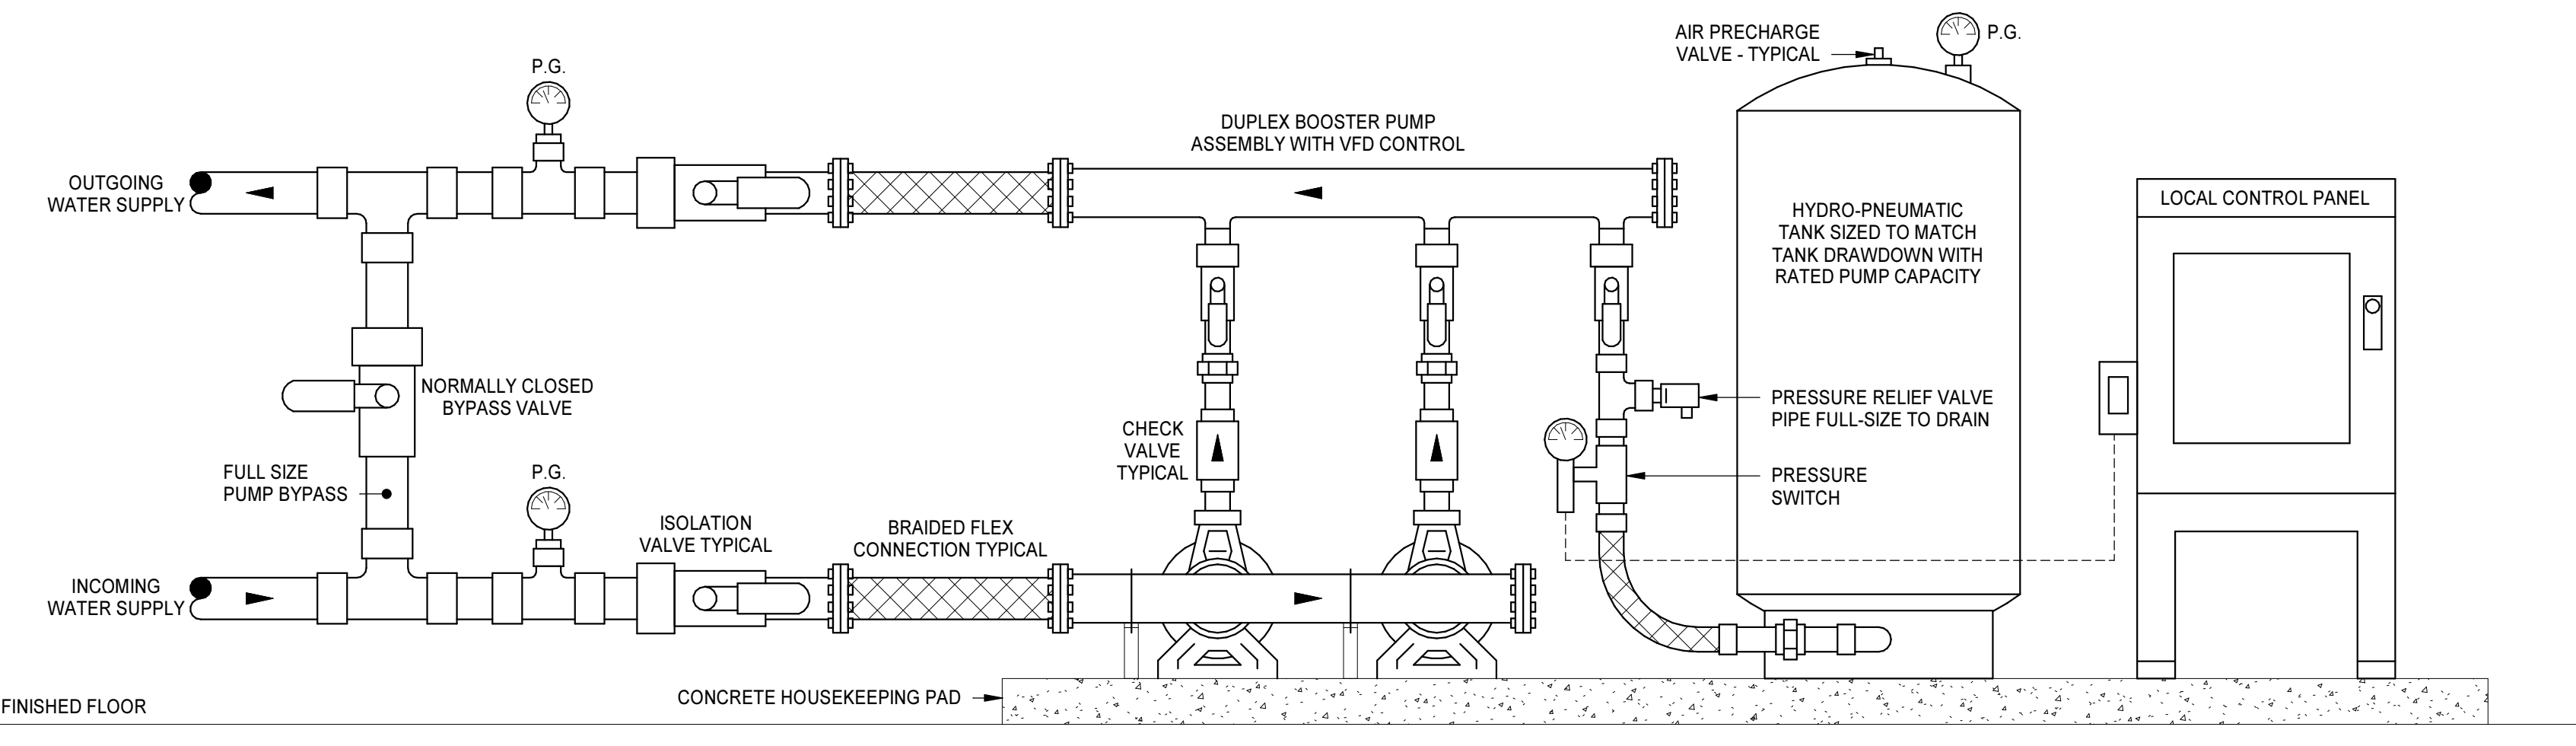 AIR PRECHARGE
VALVE - TYPICAL
P.G.
P.G.
DUPLEX BOOSTER PUMP
ASSEMBLY WITH VFD CONTROL
OUTGOING
WATER SUPPLY
HYDRO-PNEUMATIC
TANK SIZED TO MATCH
TANK DRAWDOWN WITH
RATED PUMP CAPACITY
LOCAL CONTROL PANEL
NORMALLY CLOSED
BYPASS VALVE
PRESSURE RELIEF VALVE
PIPE FULL-SIZE TO DRAIN
CHECK
VALVE
TYPICAL
FULL SIZE
PUMP BYPASS
P.G.
PRESSURE
SWITCH
ISOLATION
VALVE TYPICAL
BRAIDED FLEX
CONNECTION TYPICAL
INCOMING
WATER SUPPLY
CONCRETE HOUSEKEEPING PAD
FINISHED FLOOR